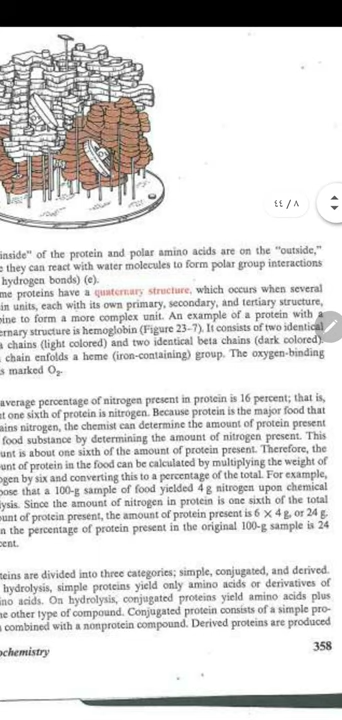 ٤٤ / ٨
inside" of the protein and polar amino acids are on the "outside,"
e they can react with water molecules to form polar group interactions
hydrogen bonds) (e).
me proteins have a quaternary structure, which occurs when several
in units, each with its own primary, secondary, and tertiary structure,
bine to form a more complex unit. An example of a protein with a
ernary structure is hemoglobin (Figure 23-7). It consists of two identical
a chains (light colored) and two identical beta chains (dark colored).
chain enfolds a heme (iron-containing) group. The oxygen-binding
s marked O₂.
average percentage of nitrogen present in protein is 16 percent; that is,
t one sixth of protein is nitrogen. Because protein is the major food that
ains nitrogen, the chemist can determine the amount of protein present
food substance by determining the amount of nitrogen present. This
unt is about one sixth of the amount of protein present. Therefore, the
unt of protein in the food can be calculated by multiplying the weight of
ogen by six and converting this to a percentage of the total. For example,
pose that a 100-g sample of food yielded 4 g nitrogen upon chemical
lysis. Since the amount of nitrogen in protein is one sixth of the total
unt of protein present, the amount of protein present is 6 × 4 g, or 24 g.
n the percentage of protein present in the original 100-g sample is 24
cent.
teins are divided into three categories; simple, conjugated, and derived.
hydrolysis, simple proteins yield only amino acids or derivatives of
ino acids. On hydrolysis, conjugated proteins yield amino acids plus
me other type of compound. Conjugated protein consists of a simple pro-
combined with a nonprotein compound. Derived proteins are produced
ochemistry
358